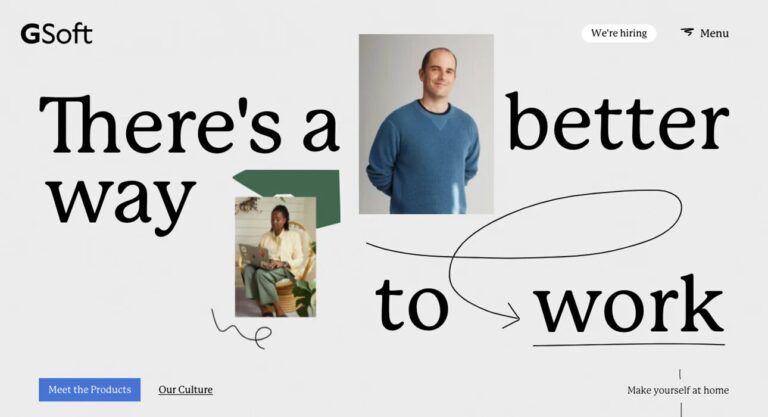 GSoft
We're hiring
Menu
There's a better
way
to work
Meet the Products
Our Culture
Make yourself at home